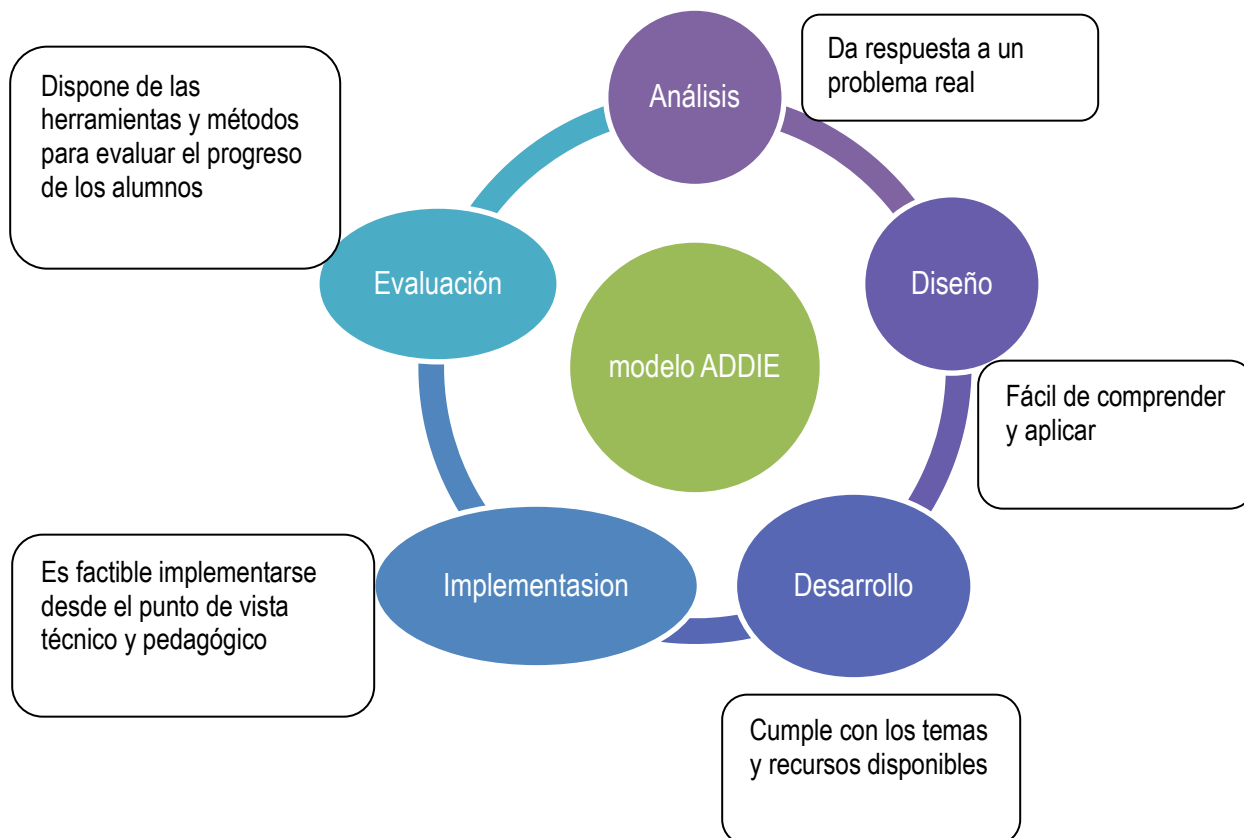 Análisis
Da respuesta a un
problema real
Dispone de las
herramientas y métodos
para evaluar el progreso
de los alumnos
Evaluación
Diseño
modelo ADDIE
Fácil de comprender
y aplicar
Es factible implementarse
desde el punto de vista
técnico y pedagógico
Implementasion
Desarrollo
Cumple con los temas
y recursos disponibles